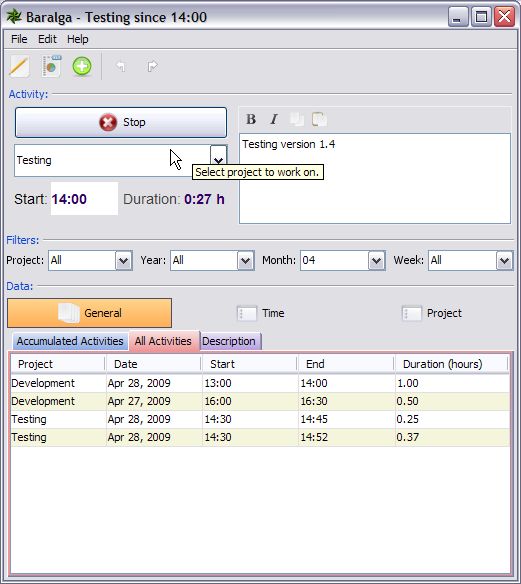 Baralga - Testing since 14:00
File Edit Help
Activity:
Stop
B I
Testing
Testing version 1.4
Select project to work on.
Start: 14:00 Duration: 0:27 h
Filters:
Project: All Year: All Month: 04 Week: All
Data:
General Time Project
Accumulated Activities All Activities Description
Project Date Start End Duration (hours)
Development Apr 28, 2009 13:00 14:00 1.00
Development Apr 27, 2009 16:00 16:30 0.50
Testing Apr 28, 2009 14:30 14:45 0.25
Testing Apr 28, 2009 14:30 14:52 0.37